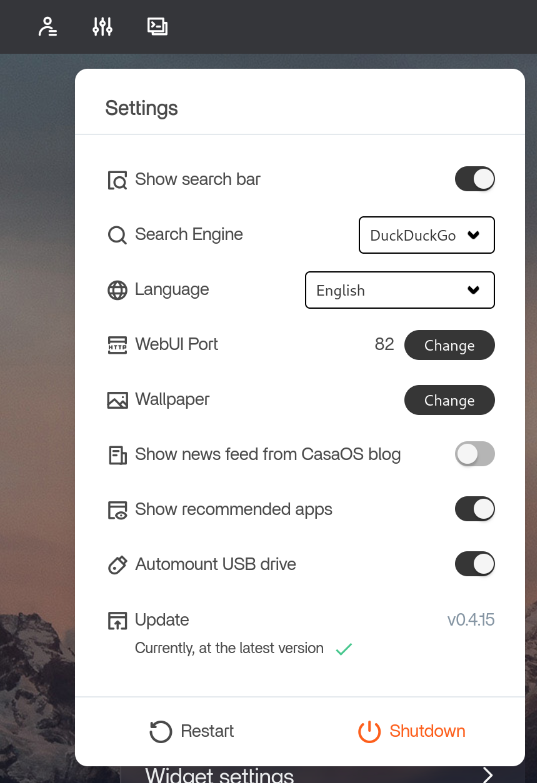 Settings
Show search bar
Search Engine DuckDuckGo
Language English
HTTP WebUI Port 82 Change
Wallpaper Change
Show news feed from CasaOS blog
Show recommended apps
Automount USB drive
Update v0.4.15
Currently, at the latest version
Restart Shutdown
Widget settings